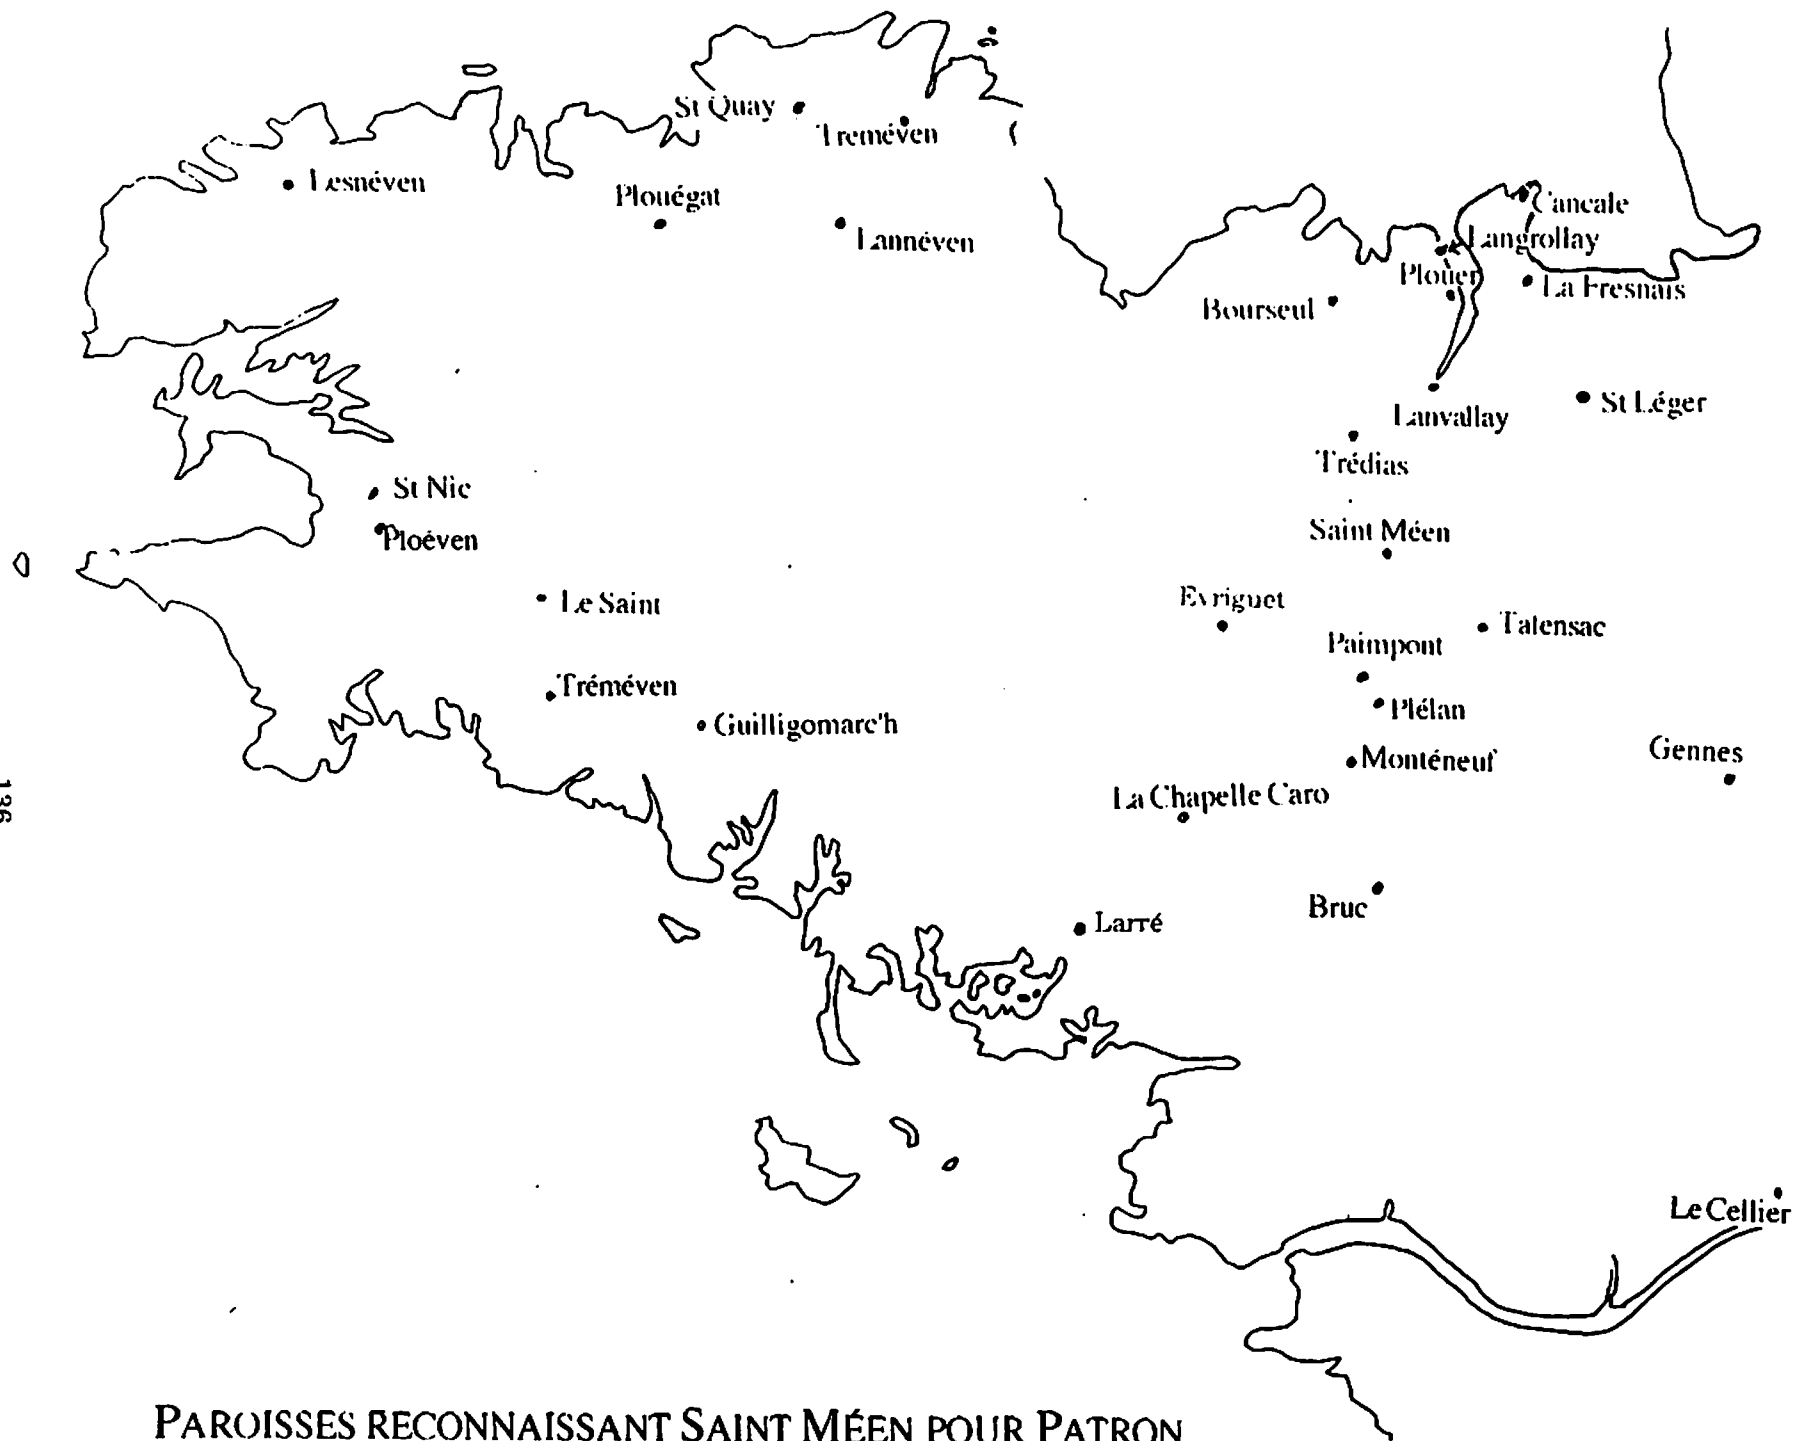 St Quay
Treméven
Lesnéven
Plouégat
Lannéven
Cancale
Langrollay
Plouer
La Fresnais
Bourseul
Lanvallay
St Léger
Trédias
St Nic
Ploéven
Saint Méen
Le Saint
Evriguet
Talensac
Paimpont
Tréméven
Plélan
Guilligomarc'h
Monténeuf
Gennes
La Chapelle Caro
136
Bruc
Larré
Le Cellier
PAROISSES RECONNAISSANT SAINT MÉEN POUR PATRON